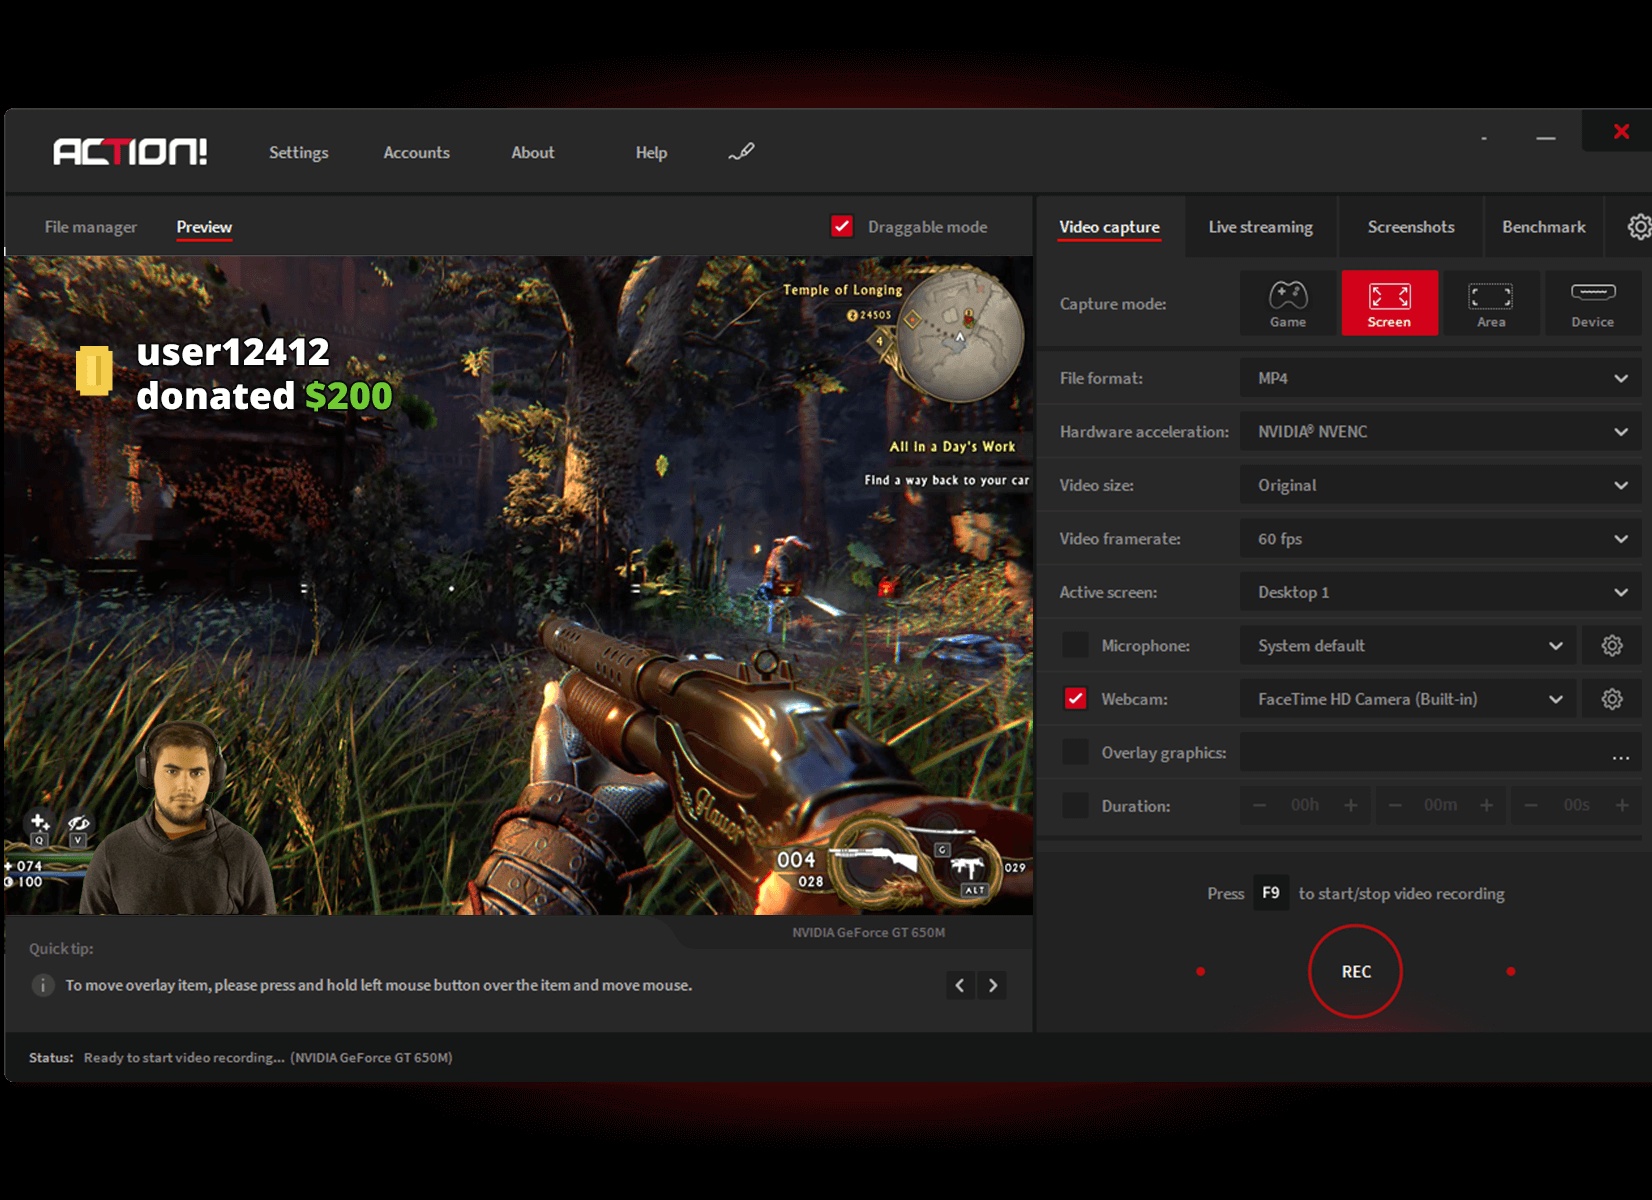 ACTION!
Settings
Accounts
About
Help
File manager
Preview
Draggable mode
Video capture
Live streaming
Screenshots
Benchmark
Temple of Longing
24505
4
user12412
donated $200
All in a Day's Work
Find a way back to your car
Q
V
+ 074
100
004
028
G
ALT
029
Capture mode:
Game
Screen
Area
Device
File format:
MP4
Hardware acceleration:
NVIDIA® NVENC
Video size:
Original
Video framerate:
60 fps
Active screen:
Desktop 1
Microphone:
System default
Webcam:
FaceTime HD Camera (Built-in)
Overlay graphics:
...
Duration:
− 00h +
− 00m +
− 00s +
Press F9 to start/stop video recording
REC
NVIDIA GeForce GT 650M
Quick tip:
To move overlay item, please press and hold left mouse button over the item and move mouse.
Status: Ready to start video recording... (NVIDIA GeForce GT 650M)